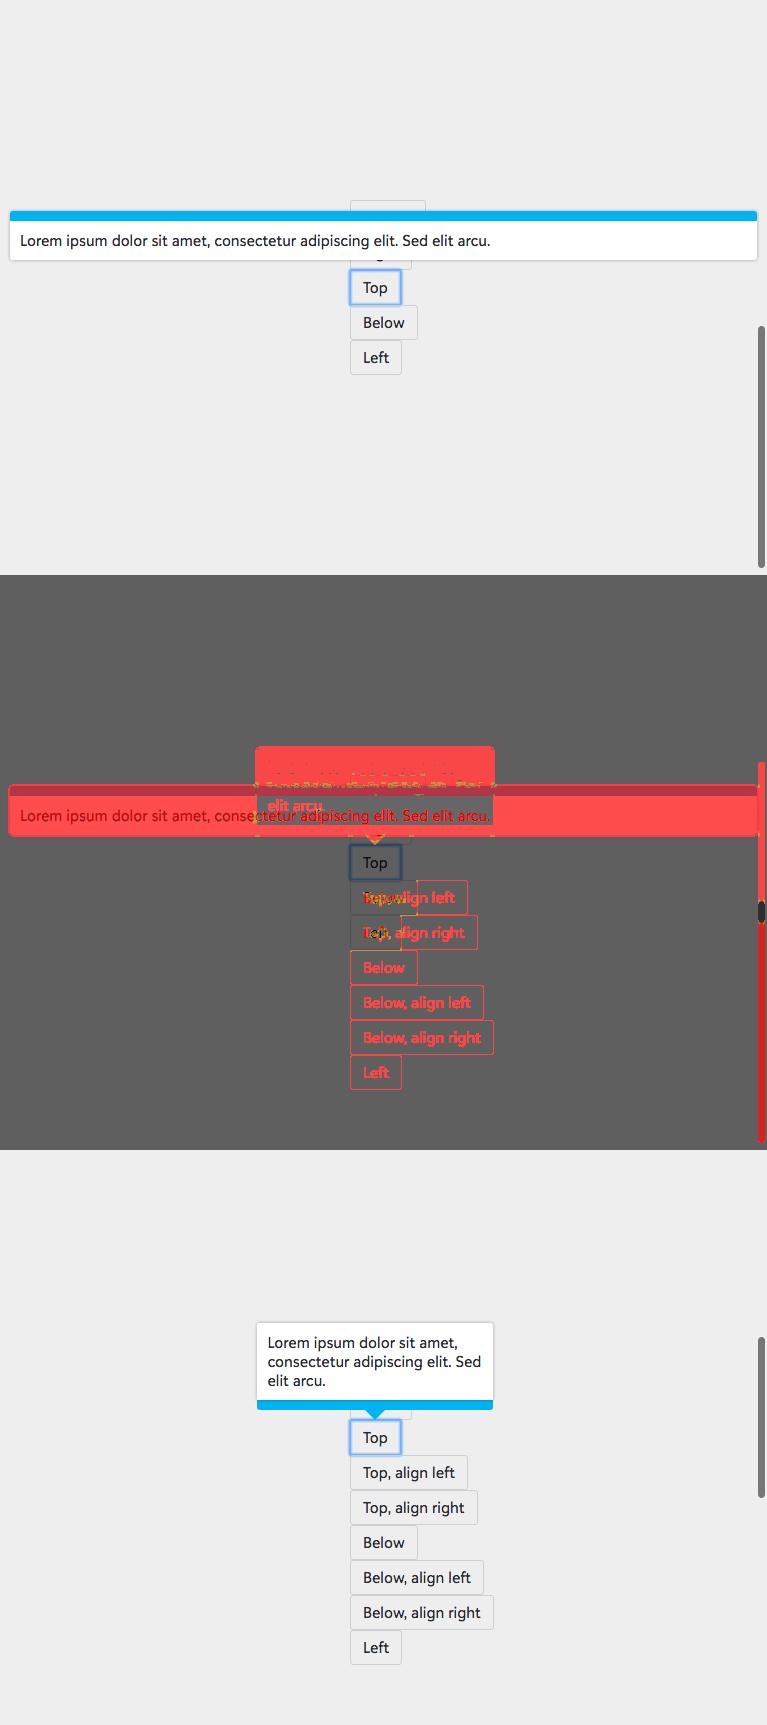 Lorem ipsum dolor sit amet, consectetur adipiscing elit. Sed elit arcu.
Top
Below
Left
elit arcu.
Lorem ipsum dolor sit amet, consectetur adipiscing elit. Sed elit arcu.
Top
Top, align left
Top, align right
Below
Below, align left
Below, align right
Left
Lorem ipsum dolor sit amet,
consectetur adipiscing elit. Sed
elit arcu.
Top
Top, align left
Top, align right
Below
Below, align left
Below, align right
Left